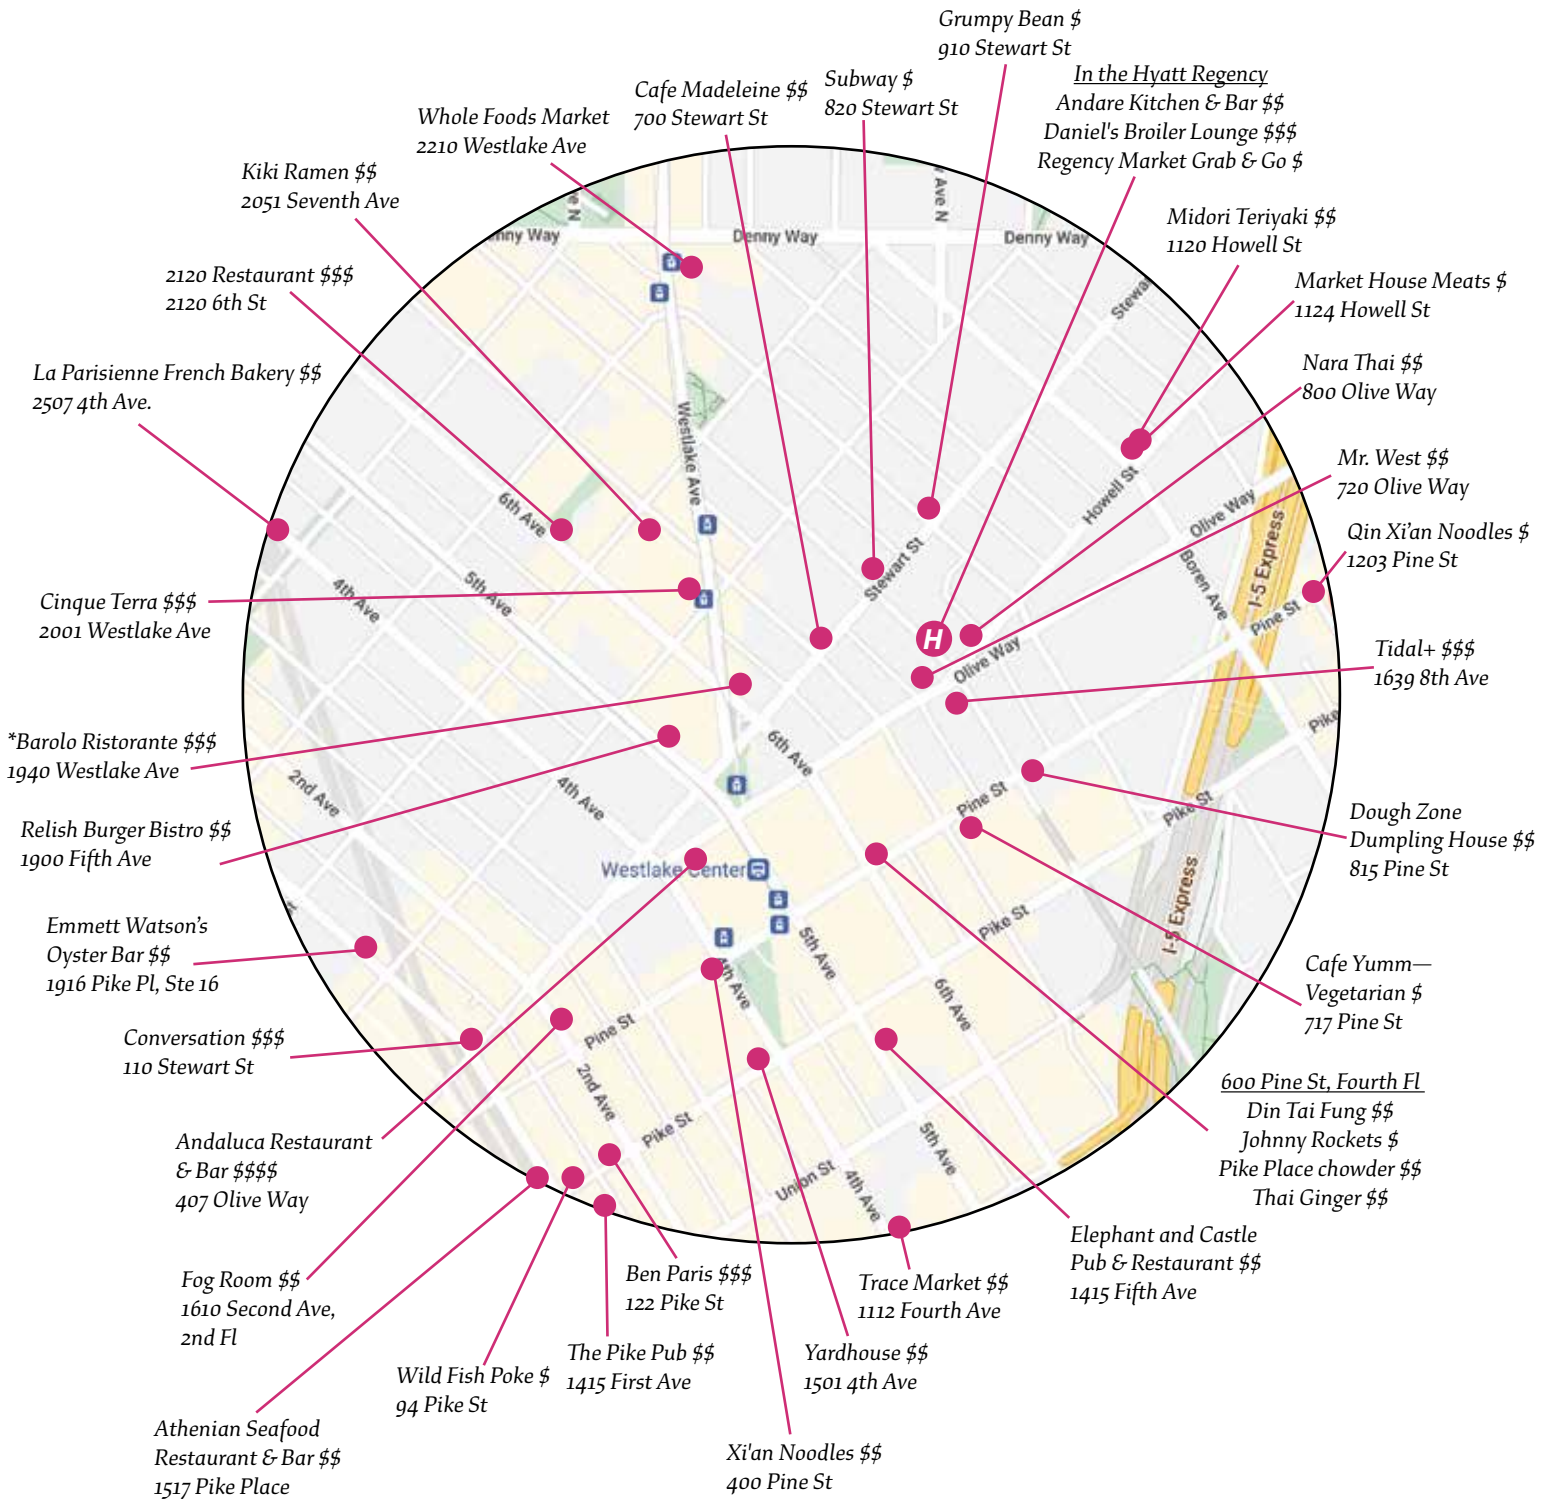 Grumpy Bean $
910 Stewart St
In the Hyatt Regency
Andare Kitchen & Bar $$
Daniel's Broiler Lounge $$$
Regency Market Grab & Go $
Subway $
820 Stewart St
Cafe Madeleine $$
700 Stewart St
Whole Foods Market
2210 Westlake Ave
Kiki Ramen $$
2051 Seventh Ave
2120 Restaurant $$$
2120 6th St
La Parisienne French Bakery $$
2507 4th Ave.
Cinque Terra $$$
2001 Westlake Ave
*Barolo Ristorante $$$
1940 Westlake Ave
Relish Burger Bistro $$
1900 Fifth Ave
Emmett Watson’s
Oyster Bar $$
1916 Pike Pl, Ste 16
Conversation $$$
110 Stewart St
Andaluca Restaurant
& Bar $$$$
407 Olive Way
Fog Room $$
1610 Second Ave,
2nd Fl
Athenian Seafood
Restaurant & Bar $$
1517 Pike Place
Wild Fish Poke $
94 Pike St
The Pike Pub $$
1415 First Ave
Ben Paris $$$
122 Pike St
Xi'an Noodles $$
400 Pine St
Yardhouse $$
1501 4th Ave
Trace Market $$
1112 Fourth Ave
Elephant and Castle
Pub & Restaurant $$
1415 Fifth Ave
600 Pine St, Fourth Fl
Din Tai Fung $$
Johnny Rockets $
Pike Place chowder $$
Thai Ginger $$
Cafe Yumm—
Vegetarian $
717 Pine St
Dough Zone
Dumpling House $$
815 Pine St
Tidal+ $$$
1639 8th Ave
Qin Xi’an Noodles $
1203 Pine St
Mr. West $$
720 Olive Way
Nara Thai $$
800 Olive Way
Market House Meats $
1124 Howell St
Midori Teriyaki $$
1120 Howell St
e N
Ave N
nny Way
Denny Way
Denny Way
Stewa
Westlake Ave
Howell St
Olive Way
I-5 Express
Boren Ave
Pine St
6th Ave
5th Ave
4th Ave
Stewart St
H
Olive Way
Pike
6th Ave
2nd Ave
4th Ave
Pine St
Pike St
Westlake Center
I-5 Express
Pike St
5th Ave
4th Ave
6th Ave
Pine St
2nd Ave
Pike St
Union St
4th Ave
5th Ave